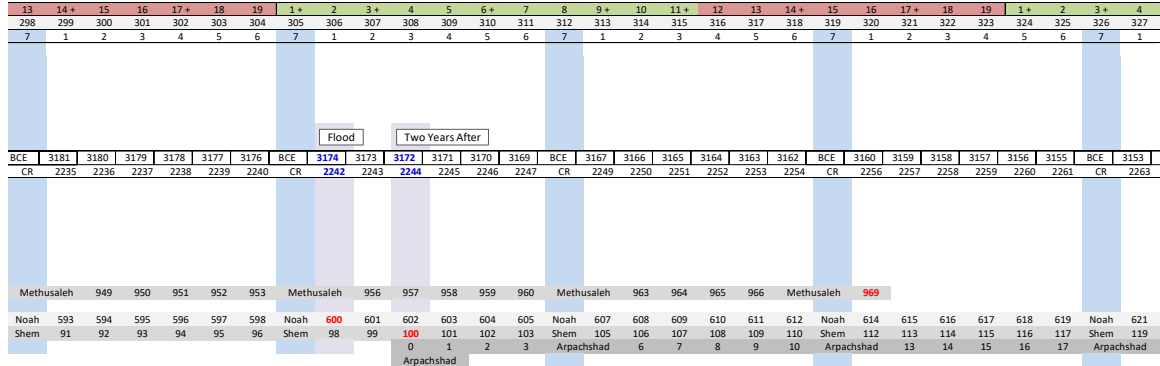 13 14 + 15 16 17 + 18 19 1 + 2 3 + 4 5 6 + 7 8 9 + 10 11 + 12 13 14 + 15 16 17 + 18 19 1 + 2 3 + 4
298 299 300 301 302 303 304 305 306 307 308 309 310 311 312 313 314 315 316 317 318 319 320 321 322 323 324 325 326 327
7 1 2 3 4 5 6 7 1 2 3 4 5 6 7 1 2 3 4 5 6 7 1 2 3 4 5 6 7 1
Flood Two Years After
BCE 3181 3180 3179 3178 3177 3176 BCE 3174 3173 3172 3171 3170 3169 BCE 3167 3166 3165 3164 3163 3162 BCE 3160 3159 3158 3157 3156 3155 BCE 3153
CR 2235 2236 2237 2238 2239 2240 CR 2242 2243 2244 2245 2246 2247 CR 2249 2250 2251 2252 2253 2254 CR 2256 2257 2258 2259 2260 2261 CR 2263
Methusaleh 949 950 951 952 953 Methusaleh 956 957 958 959 960 Methusaleh 963 964 965 966 Methusaleh 969
Noah 593 594 595 596 597 598 Noah 600 601 602 603 604 605 Noah 607 608 609 610 611 612 Noah 614 615 616 617 618 619 Noah 621
Shem 91 92 93 94 95 96 Shem 98 99 100 101 102 103 Shem 105 106 107 108 109 110 Shem 112 113 114 115 116 117 Shem 119
0 1 2 3 Arpachshad 6 7 8 9 10 Arpachshad 13 14 15 16 17 Arpachshad
Arpachshad